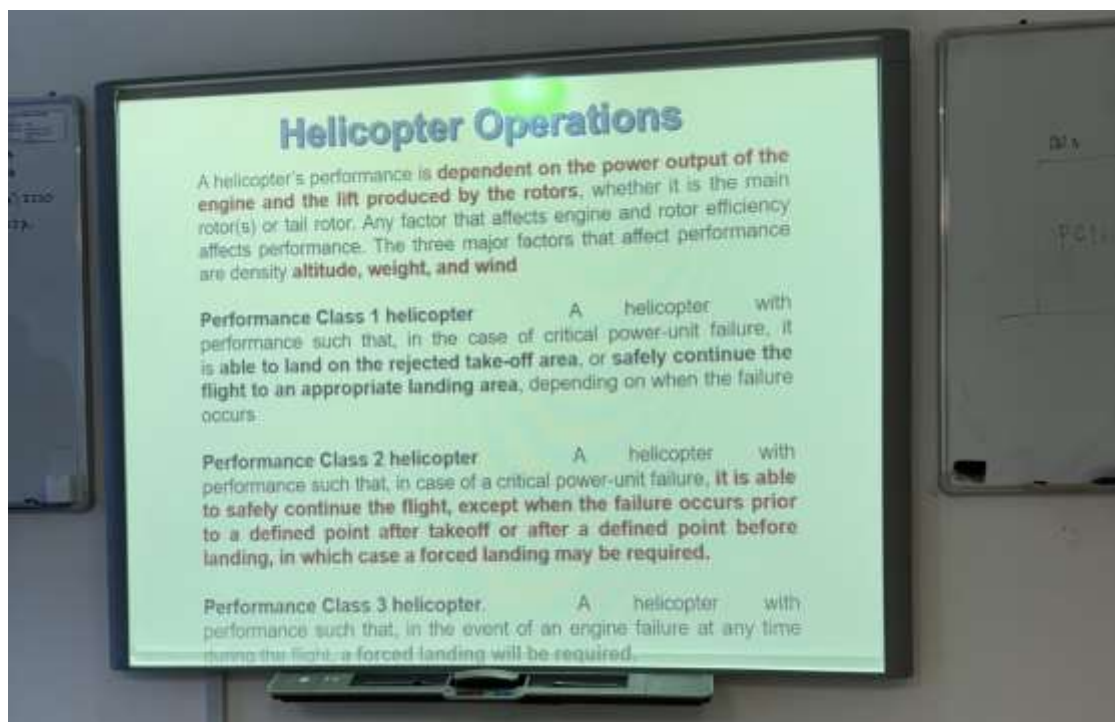 Helicopter Operations
A helicopter's performance is dependent on the power output of the
engine and the lift produced by the rotors, whether it is the main
rotor(s) or tail rotor. Any factor that affects engine and rotor efficiency
affects performance. The three major factors that affect performance
are density altitude, weight, and wind
Performance Class 1 helicopter A helicopter with
performance such that, in the case of critical power-unit failure, it
is able to land on the rejected take-off area, or safely continue the
flight to an appropriate landing area, depending on when the failure
occurs
Performance Class 2 helicopter A helicopter with
performance such that, in case of a critical power-unit failure, it is able
to safely continue the flight, except when the failure occurs prior
to a defined point after takeoff or after a defined point before
landing, in which case a forced landing may be required.
Performance Class 3 helicopter. A helicopter with
performance such that, in the event of an engine failure at any time
during the flight, a forced landing will be required.